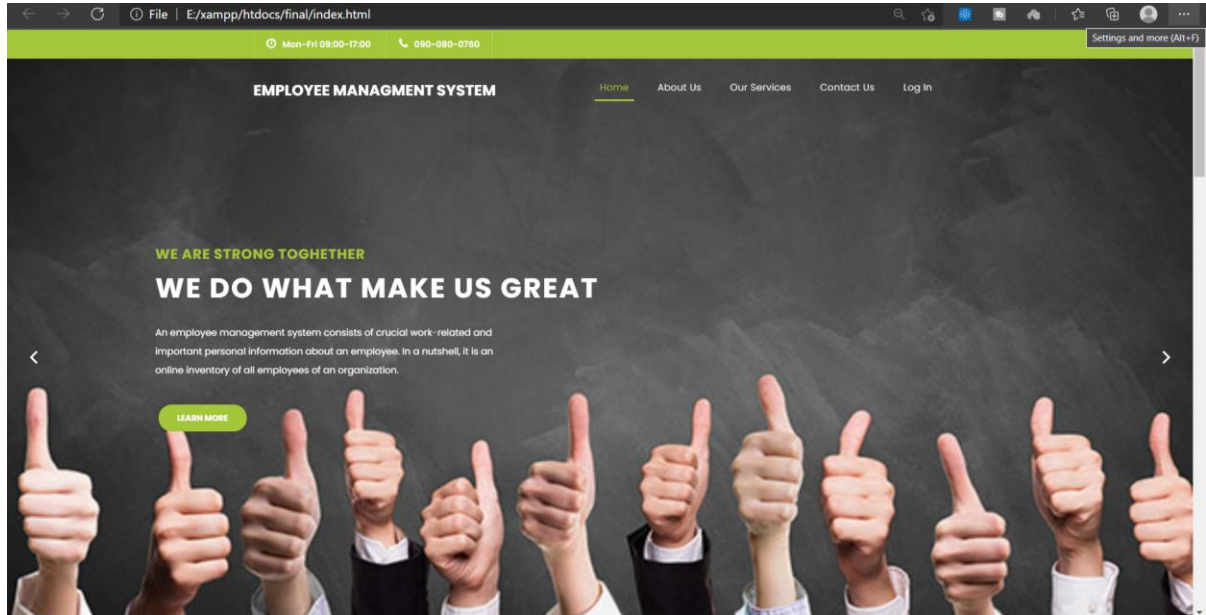 File | E:/xampp/htdocs/final/index.html
Settings and more (Alt+F)
Mon-Fri 09:00-17:00 090-080-0760
EMPLOYEE MANAGMENT SYSTEM Home About Us Our Services Contact Us Log In
WE ARE STRONG TOGHETHER
WE DO WHAT MAKE US GREAT
An employee management system consists of crucial work-related and
important personal information about an employee. In a nutshell, it is an
online inventory of all employees of an organization.
LEARN MORE